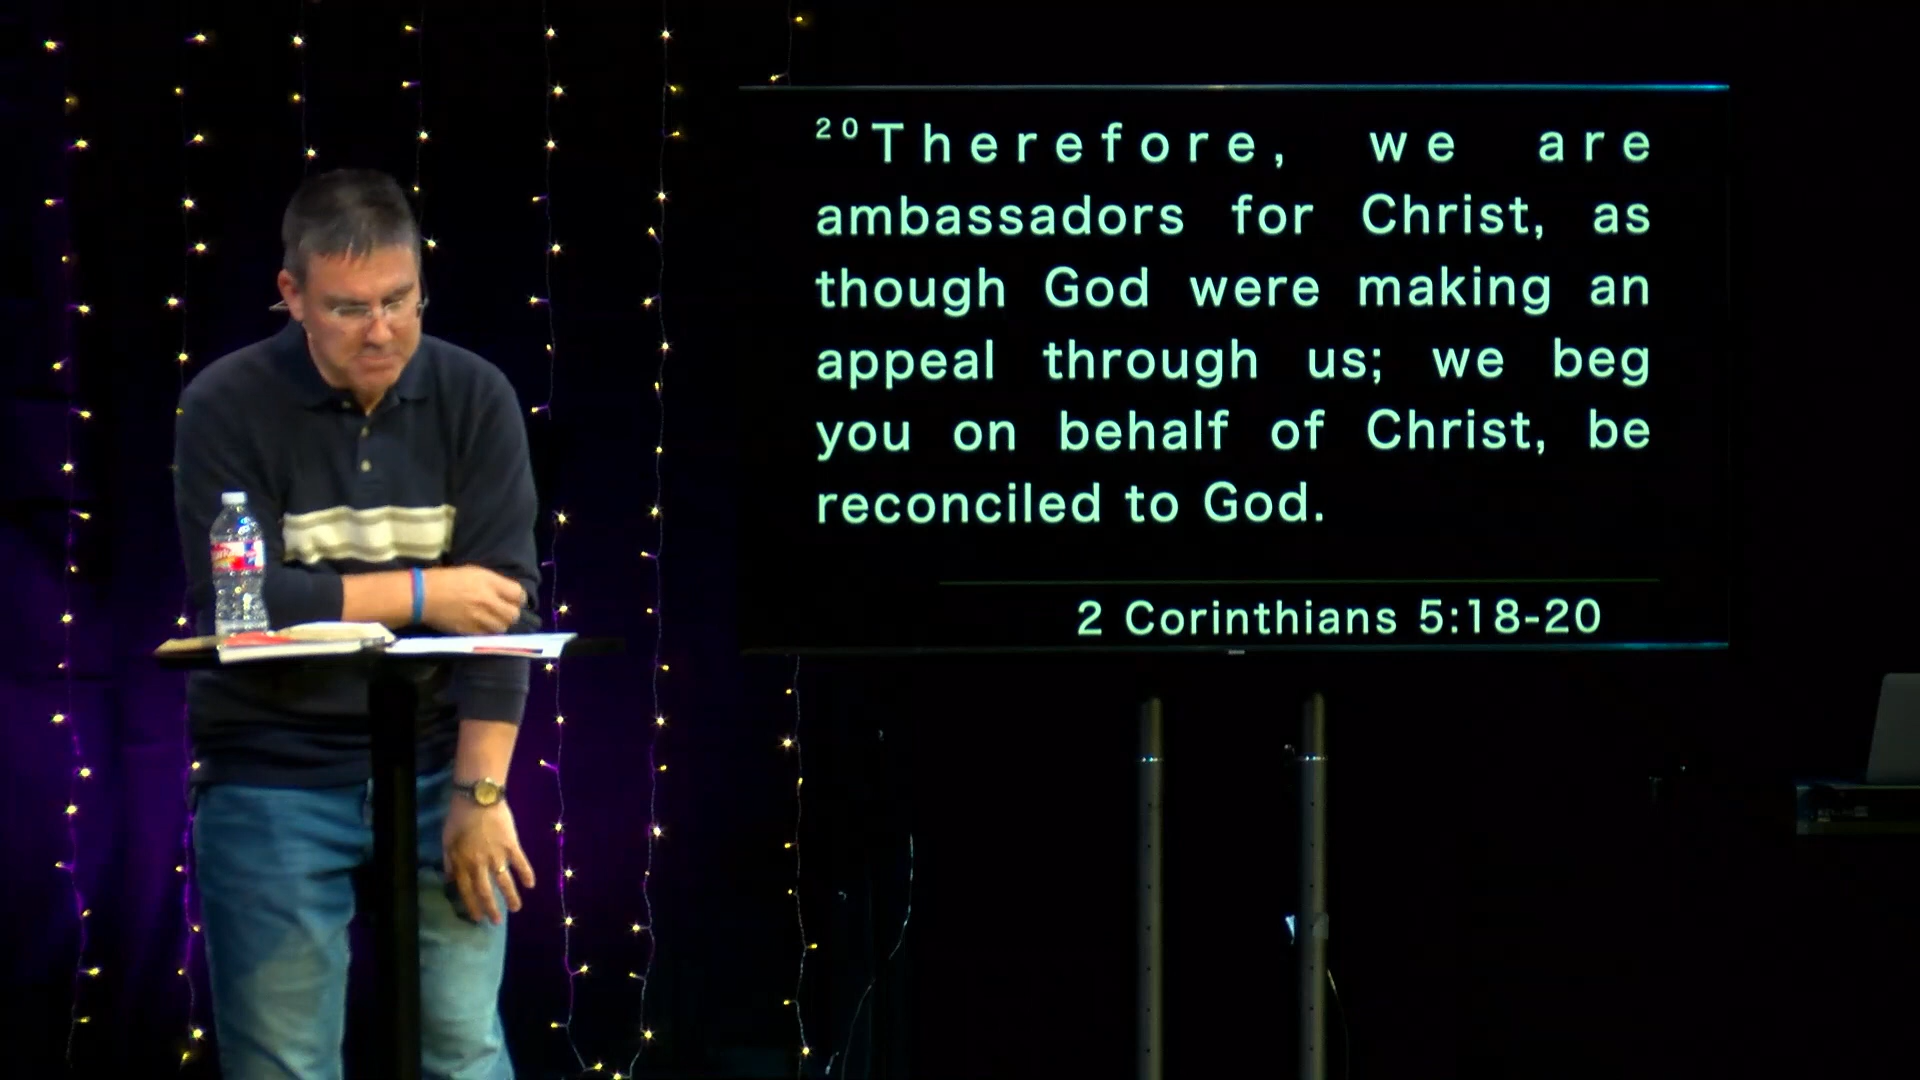 ²⁰Therefore, we are
ambassadors for Christ, as
though God were making an
appeal through us; we beg
you on behalf of Christ, be
reconciled to God.
2 Corinthians 5:18-20